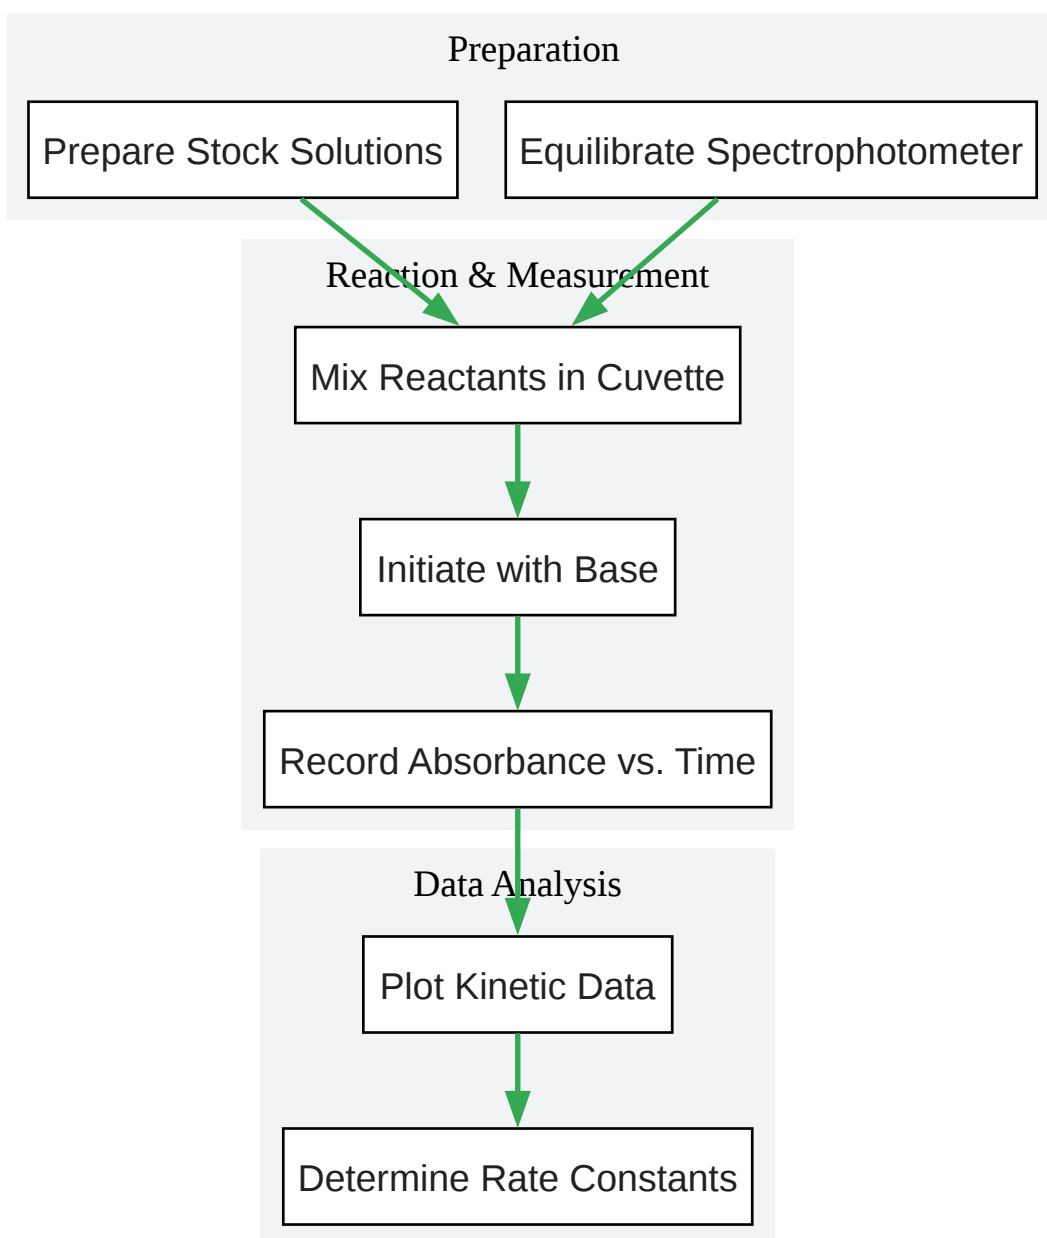 Preparation
Prepare Stock Solutions
Equilibrate Spectrophotometer
Reaction & Measurement
Mix Reactants in Cuvette
Initiate with Base
Record Absorbance vs. Time
Data Analysis
Plot Kinetic Data
Determine Rate Constants